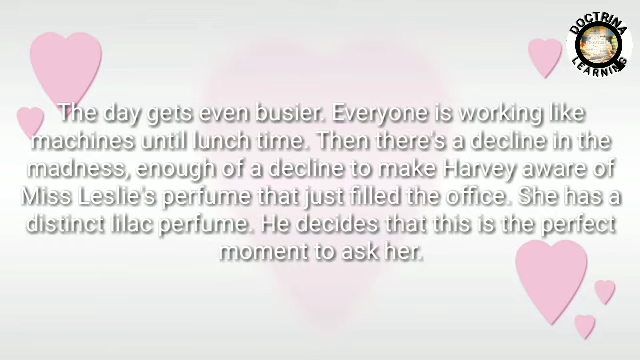 DOCTRINA
LEARNING
The day gets even busier. Everyone is working like
machines until lunch time. Then there's a decline in the
madness, enough of a decline to make Harvey aware of
Miss Leslie's perfume that just filled the office. She has a
distinct lilac perfume. He decides that this is the perfect
moment to ask her.